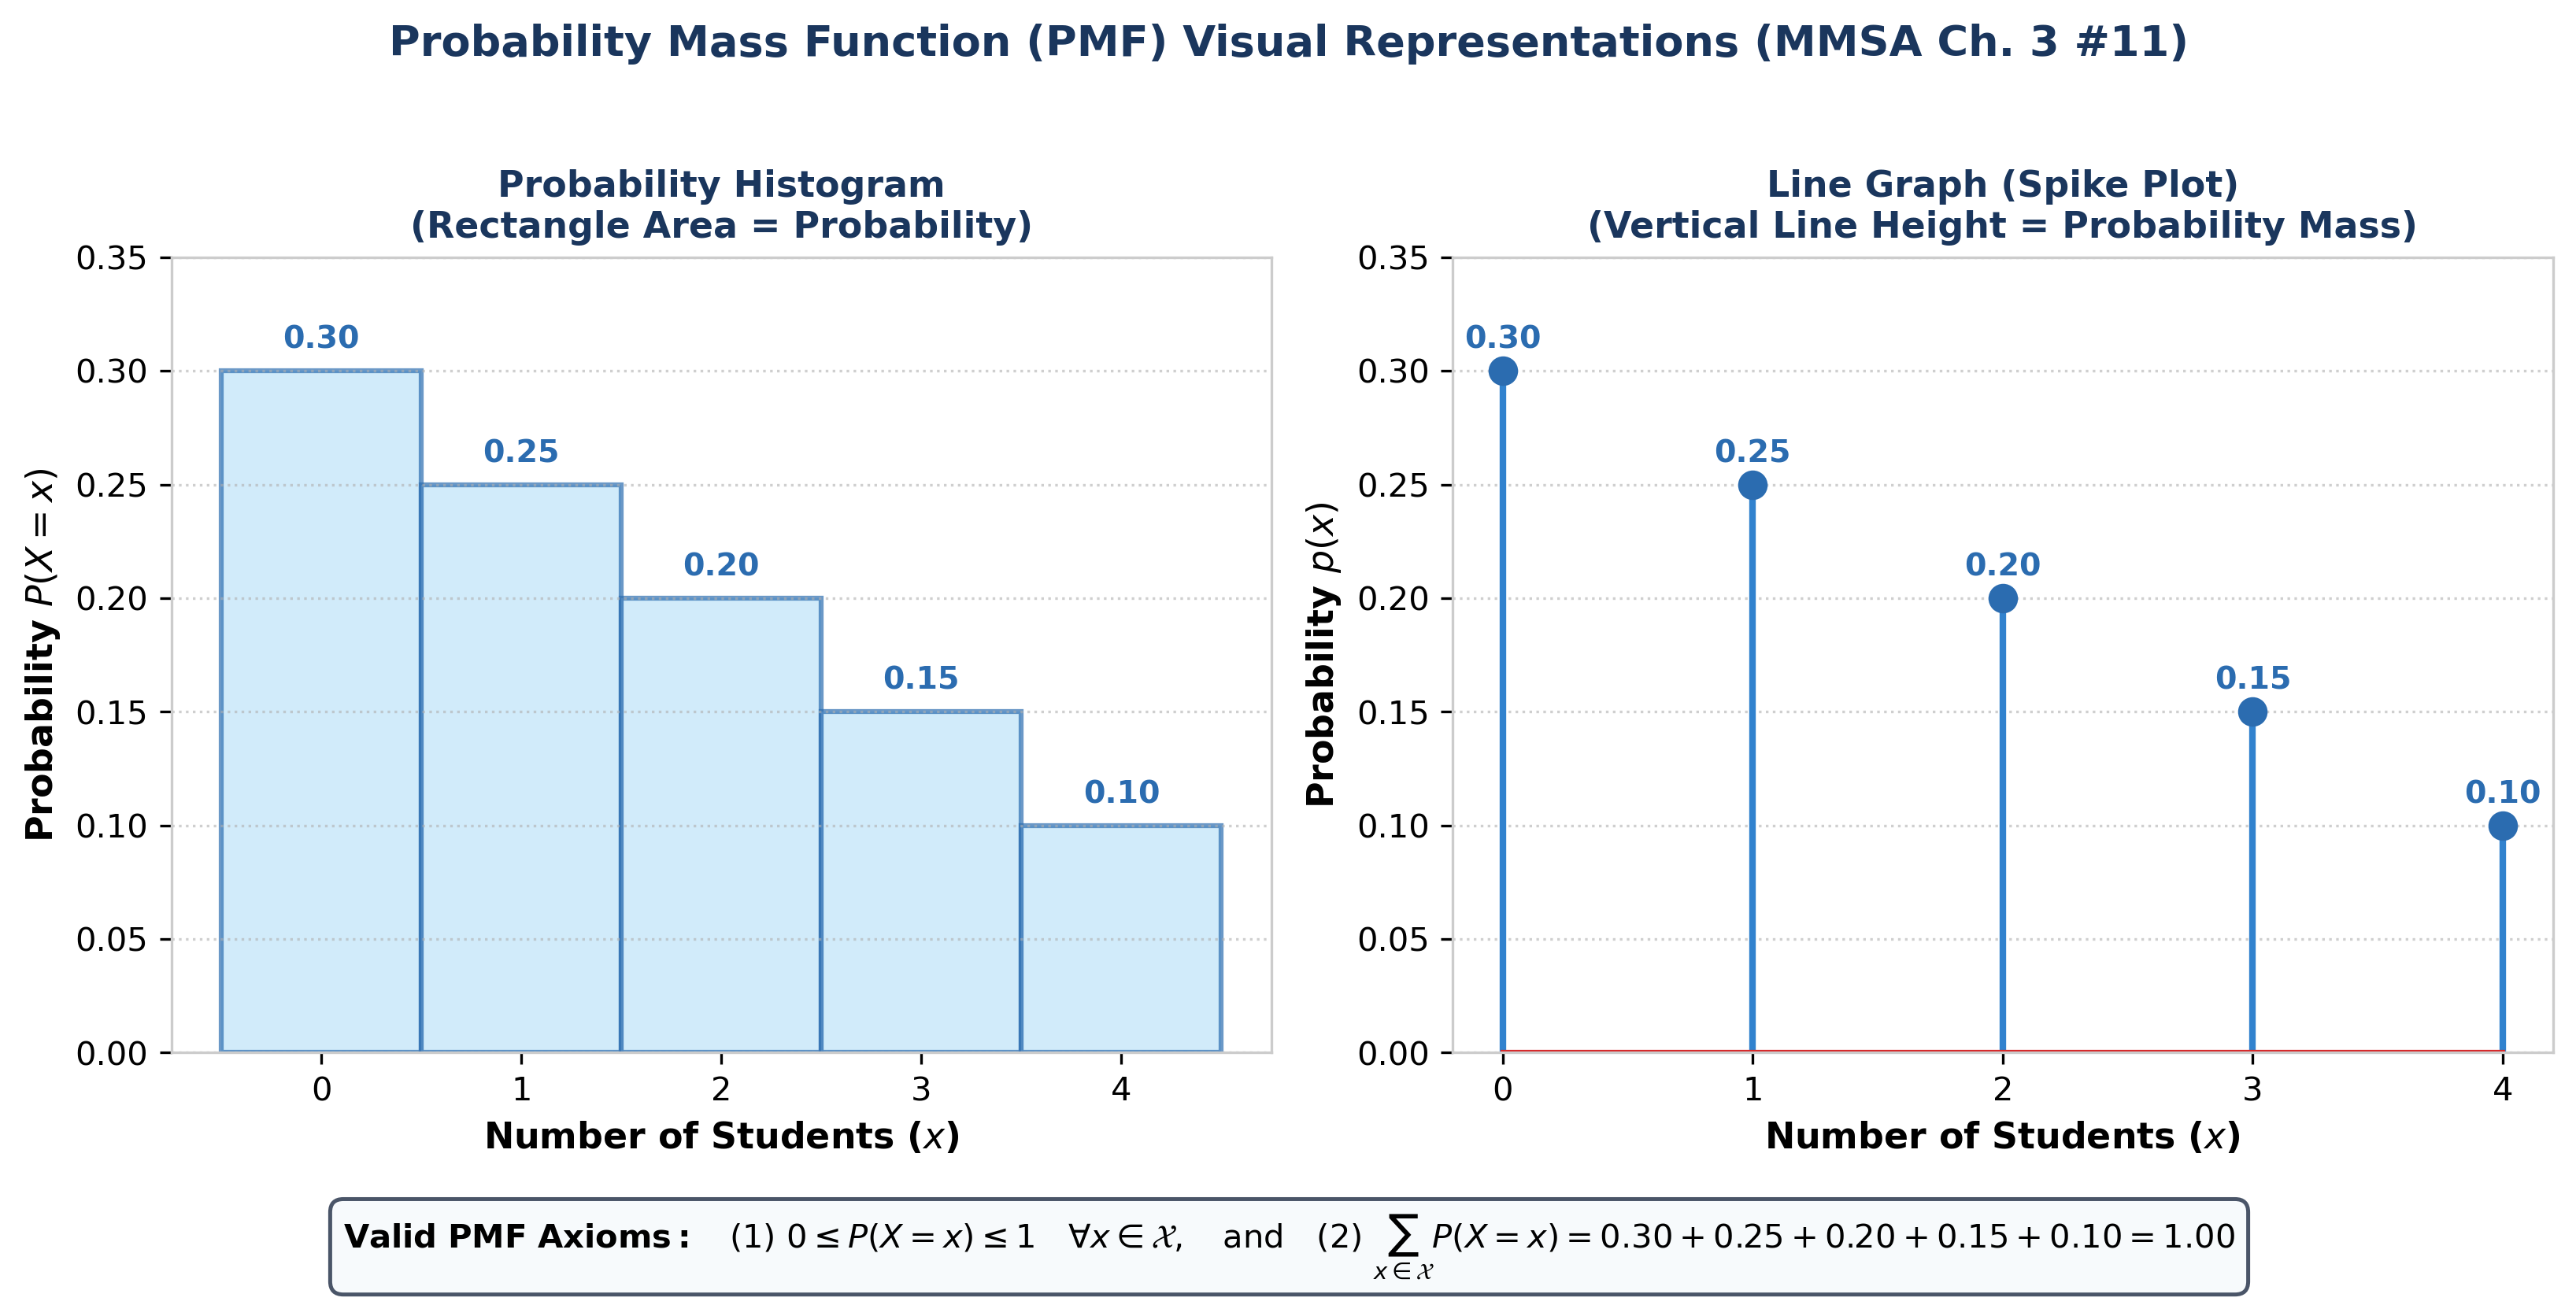 Probability Mass Function (PMF) Visual Representations (MMSA Ch. 3 #11)
Probability Histogram
(Rectangle Area = Probability)
0.35
0.30
0.25
0.20
0.15
0.10
0.05
0.00
Probability P(X = x)
0.30
0.25
0.20
0.15
0.10
0 1 2 3 4
Number of Students (x)
Line Graph (Spike Plot)
(Vertical Line Height = Probability Mass)
0.35
0.30
0.25
0.20
0.15
0.10
0.05
0.00
Probability p(x)
0.30
0.25
0.20
0.15
0.10
0 1 2 3 4
Number of Students (x)
Valid PMF Axioms: (1) 0 ≤ P(X = x) ≤ 1 ∀x ∈ 𝒳, and (2) ∑ x ∈ 𝒳 P(X = x) = 0.30 + 0.25 + 0.20 + 0.15 + 0.10 = 1.00